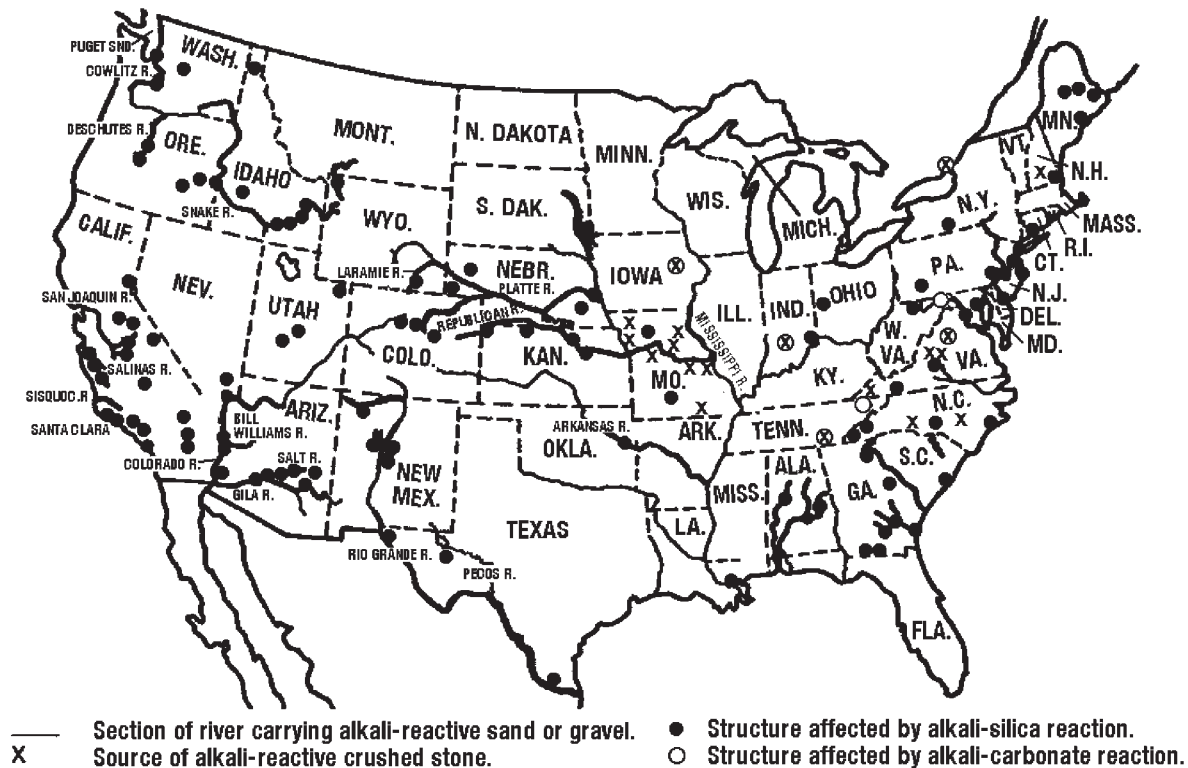 PUGET SND.
WASH.
COWLITZ R.
DESCHUTES R.
ORE.
IDAHO
SNAKE R.
MONT.
N. DAKOTA
MINN.
WIS.
MICH.
MN.
VT.
N.H.
N.Y.
MASS.
R.I.
CT.
PA.
N.J.
DEL.
MD.
CALIF.
NEV.
UTAH
WYO.
S. DAK.
LARAMIE R.
NEBR.
PLATTE R.
IOWA
ILL.
IND.
OHIO
W.
VA.
VA.
SAN JOAQUIN R.
SALINAS R.
SISQUOC.R
SANTA CLARA
REPUBLICAN R.
COLO.
KAN.
MO.
MISSISSIPPI R.
KY.
N.C.
BILL
WILLIAMS R.
ARIZ.
COLORADO R.
SALT R.
GILA R.
NEW
MEX.
ARKANSAS R.
OKLA.
ARK.
TENN.
S.C.
MISS.
ALA.
GA.
LA.
TEXAS
RIO GRANDE R.
PECOS R.
FLA.
Section of river carrying alkali-reactive sand or gravel.
X Source of alkali-reactive crushed stone.
Structure affected by alkali-silica reaction.
Structure affected by alkali-carbonate reaction.